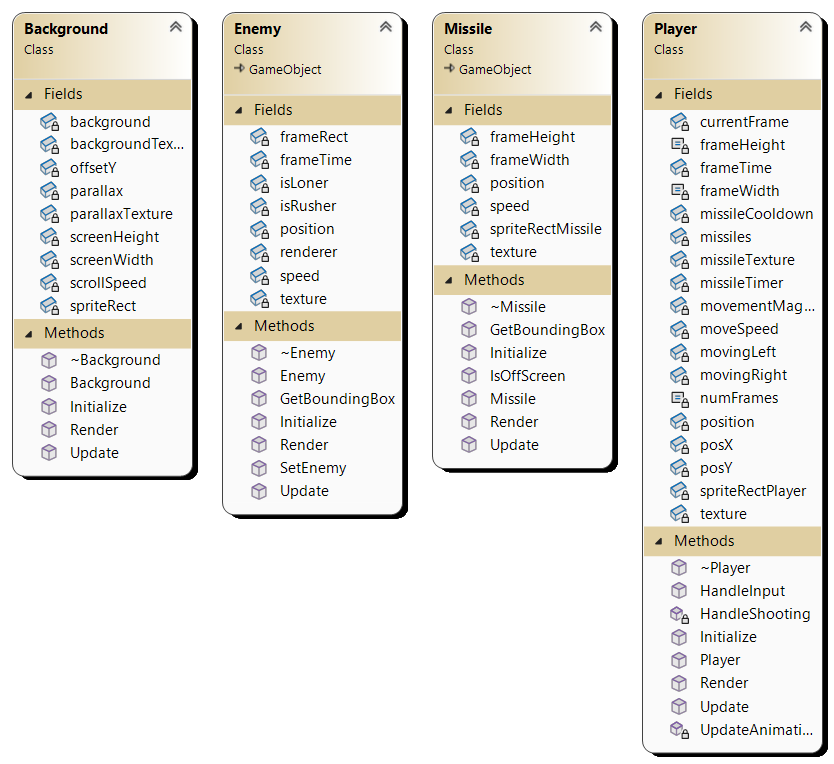 Background
Class
Fields
background
backgroundTex...
offsetY
parallax
parallaxTexture
screenHeight
screenWidth
scrollSpeed
spriteRect
Methods
~Background
Background
Initialize
Render
Update
Enemy
Class
GameObject
Fields
frameRect
frameTime
isLoner
isRusher
position
renderer
speed
texture
Methods
~Enemy
Enemy
GetBoundingBox
Initialize
Render
SetEnemy
Update
Missile
Class
GameObject
Fields
frameHeight
frameWidth
position
speed
spriteRectMissile
texture
Methods
~Missile
GetBoundingBox
Initialize
IsOffScreen
Missile
Render
Update
Player
Class
Fields
currentFrame
frameHeight
frameTime
frameWidth
missileCooldown
missiles
missileTexture
missileTimer
movementMag...
moveSpeed
movingLeft
movingRight
numFrames
position
posX
posY
spriteRectPlayer
texture
Methods
~Player
HandleInput
HandleShooting
Initialize
Player
Render
Update
UpdateAnimati...